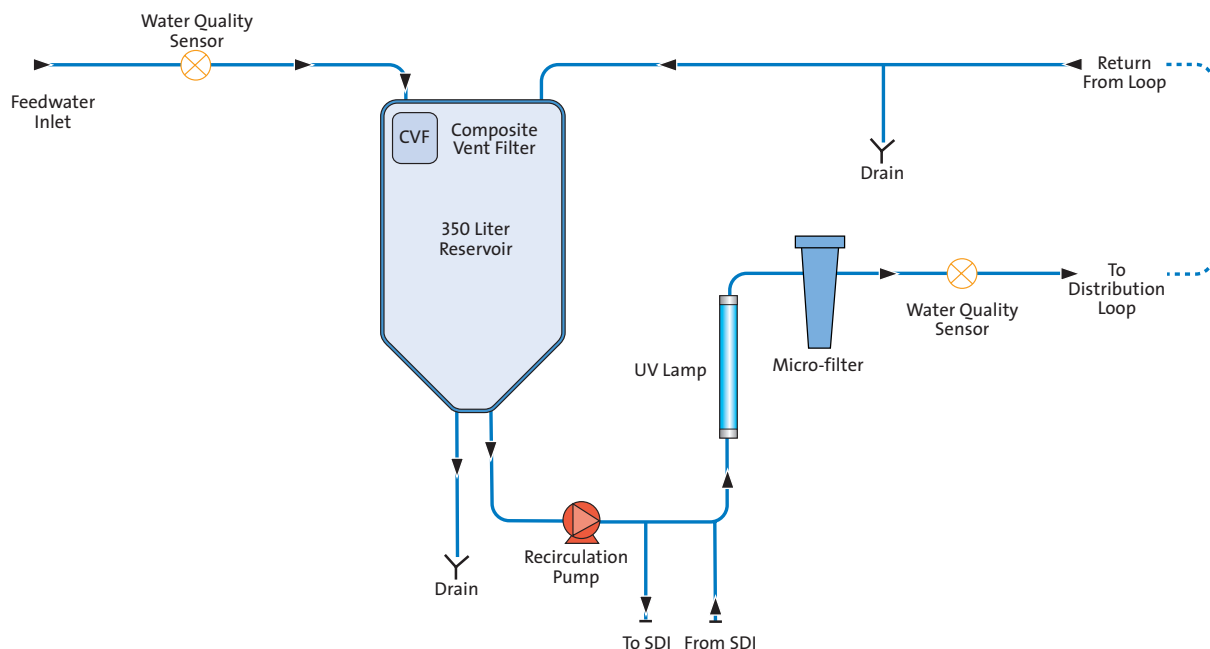 Water Quality
Sensor
Feedwater
Inlet
Return
From Loop
CVF
Composite
Vent Filter
Drain
350 Liter
Reservoir
To
Distribution
Loop
Water Quality
Sensor
UV Lamp
Micro-filter
Recirculation
Pump
Drain
To SDI
From SDI